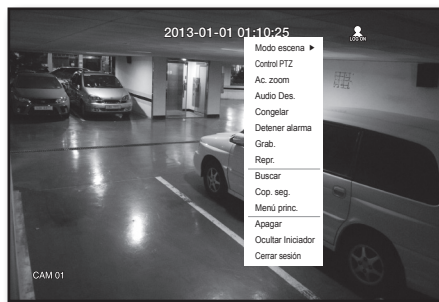 2013-01-01 01:10:25
LOG ON
Modo escena ►
Control PTZ
Ac. zoom
Audio Des.
Congelar
Detener alarma
Grab.
Repr.
Buscar
Cop. seg.
Menú princ.
Apagar
Ocultar Iniciador
Cerrar sesión
CAM 01